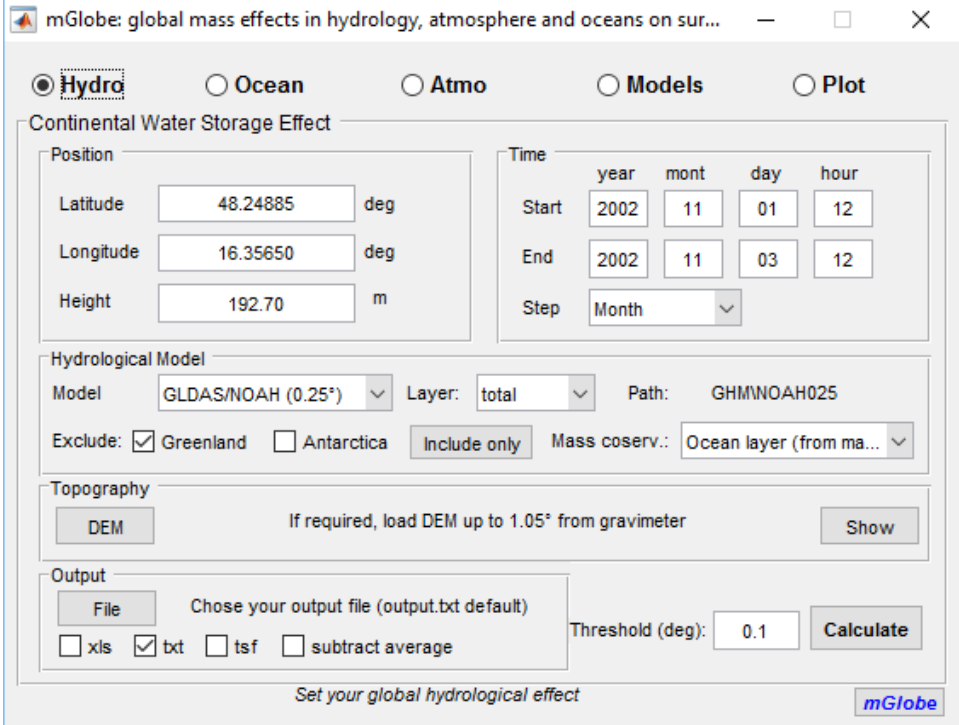 mGlobe: global mass effects in hydrology, atmosphere and oceans on sur...
Hydro Ocean Atmo Models Plot
Continental Water Storage Effect
Position
Latitude 48.24885 deg
Longitude 16.35650 deg
Height 192.70 m
Time
year mont day hour
Start 2002 11 01 12
End 2002 11 03 12
Step Month
Hydrological Model
Model GLDAS/NOAH (0.25°) Layer: total Path: GHM\NOAH025
Exclude: Greenland Antarctica Include only Mass coserv.: Ocean layer (from ma...
Topography
DEM If required, load DEM up to 1.05° from gravimeter Show
Output
File Chose your output file (output.txt default)
xls txt tsf subtract average
Threshold (deg): 0.1 Calculate
Set your global hydrological effect
mGlobe